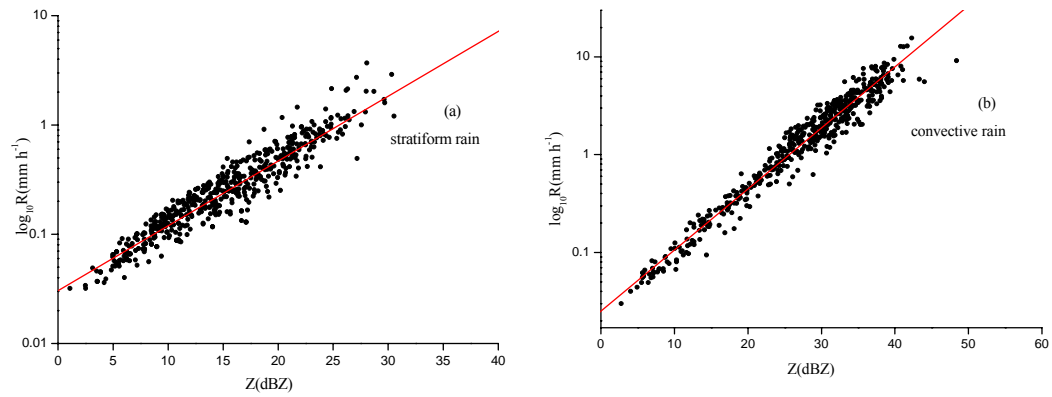 10
1
0.1
0.01
log10R(mm h-1)
0 5 10 15 20 25 30 35 40
Z(dBZ)
(a)
stratiform rain
10
1
0.1
log10R(mm h-1)
0 10 20 30 40 50 60
Z(dBZ)
(b)
convective rain